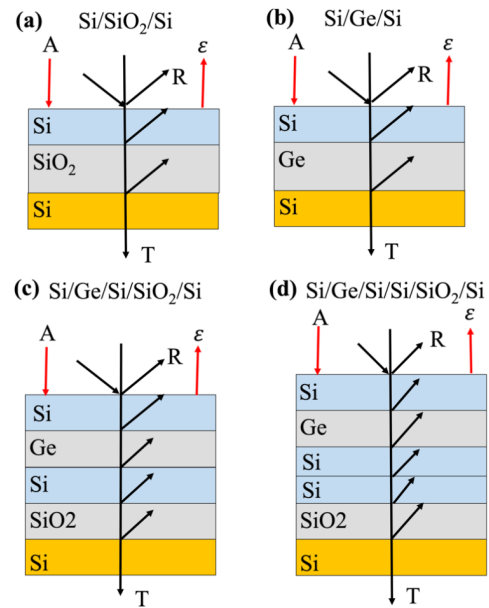 (a) Si/SiO₂/Si
A
R
ε
Si
SiO₂
Si
T
(b) Si/Ge/Si
A
R
ε
Si
Ge
Si
T
(c) Si/Ge/Si/SiO₂/Si
A
R
ε
Si
Ge
Si
SiO2
Si
T
(d) Si/Ge/Si/Si/SiO₂/Si
A
R
ε
Si
Ge
Si
Si
SiO2
Si
T